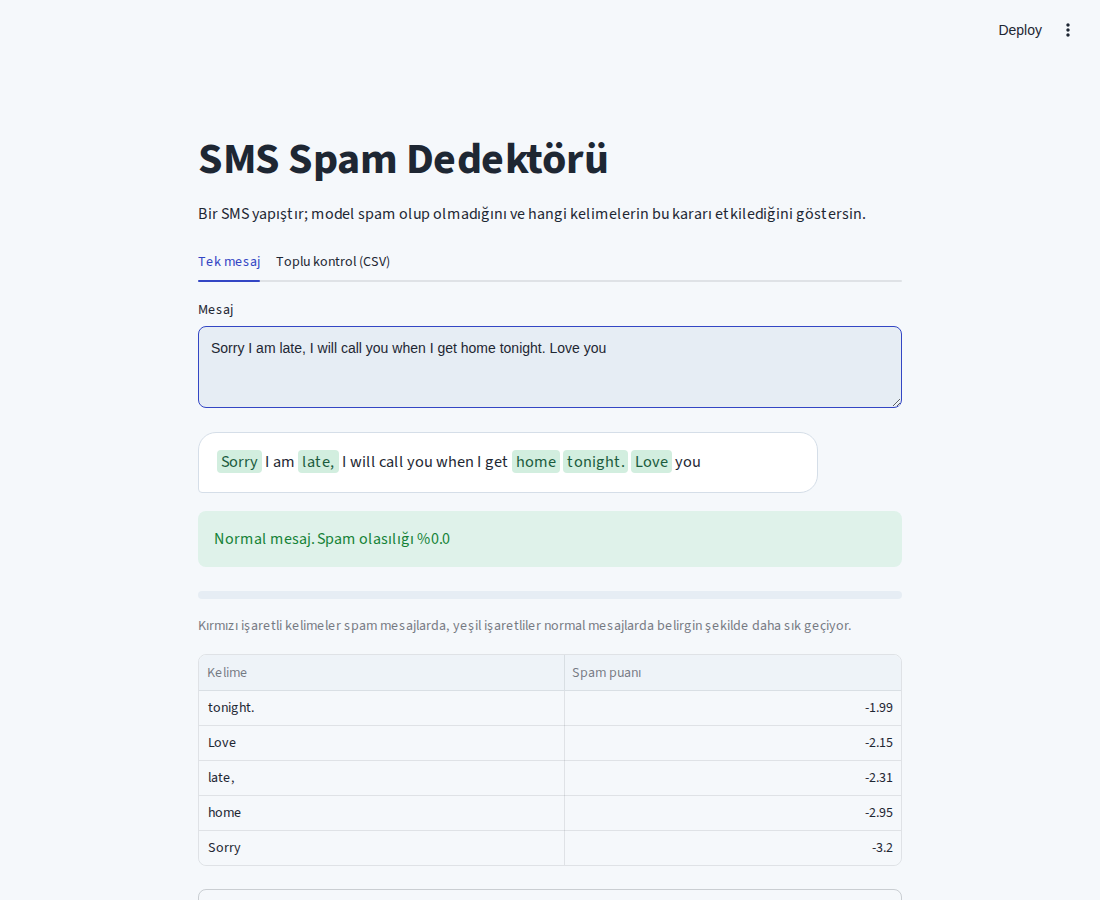 Deploy
SMS Spam Dedektörü
Bir SMS yapıştır; model spam olup olmadığını ve hangi kelimelerin bu kararı etkilediğini göstersin.
Tek mesaj Toplu kontrol (CSV)
Mesaj
Sorry I am late, I will call you when I get home tonight. Love you
Sorry I am late, I will call you when I get home tonight. Love you
Normal mesaj. Spam olasılığı %0.0
Kırmızı işaretli kelimeler spam mesajlarda, yeşil işaretliler normal mesajlarda belirgin şekilde daha sık geçiyor.
Kelime Spam puanı
tonight. -1.99
Love -2.15
late, -2.31
home -2.95
Sorry -3.2